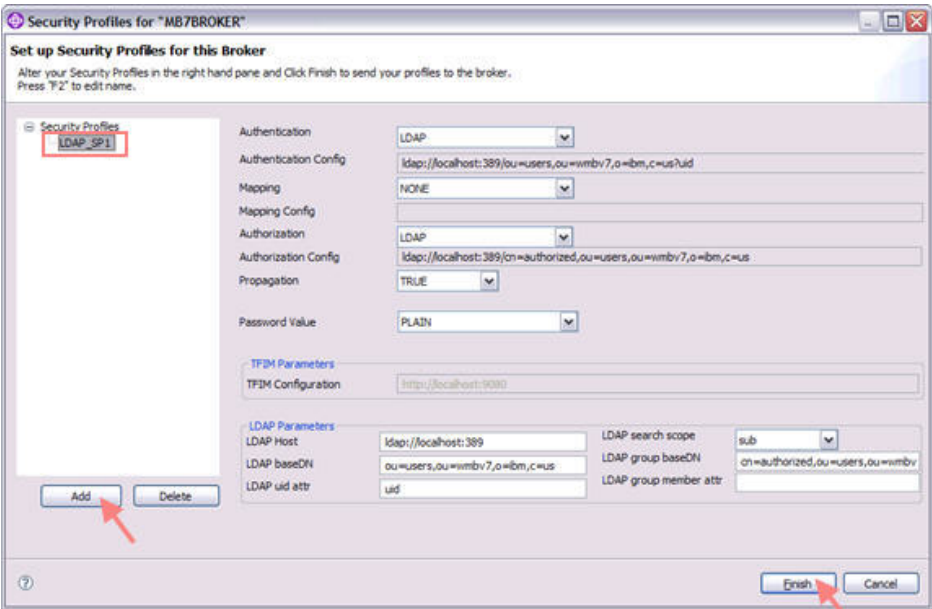 Security Profiles for "MB7BROKER"
Set up Security Profiles for this Broker
Alter your Security Profiles in the right hand pane and Click Finish to send your profiles to the broker.
Press "F2" to edit name.
Security Profiles
LDAP_SP1
Add
Delete
Authentication
LDAP
Authentication Config
ldap://localhost:389/ou=users,ou=wmbv7,o=ibm,c=us?uid
Mapping
NONE
Mapping Config
Authorization
LDAP
Authorization Config
ldap://localhost:389/cn=authorized,ou=users,ou=wmbv7,o=ibm,c=us
Propagation
TRUE
Password Value
PLAIN
TFIM Parameters
TFIM Configuration
http://localhost:9080
LDAP Parameters
LDAP Host
ldap://localhost:389
LDAP search scope
sub
LDAP baseDN
ou=users,ou=wmbv7,o=ibm,c=us
LDAP group baseDN
cn=authorized,ou=users,ou=wmbv
LDAP uid attr
uid
LDAP group member attr
Finish
Cancel